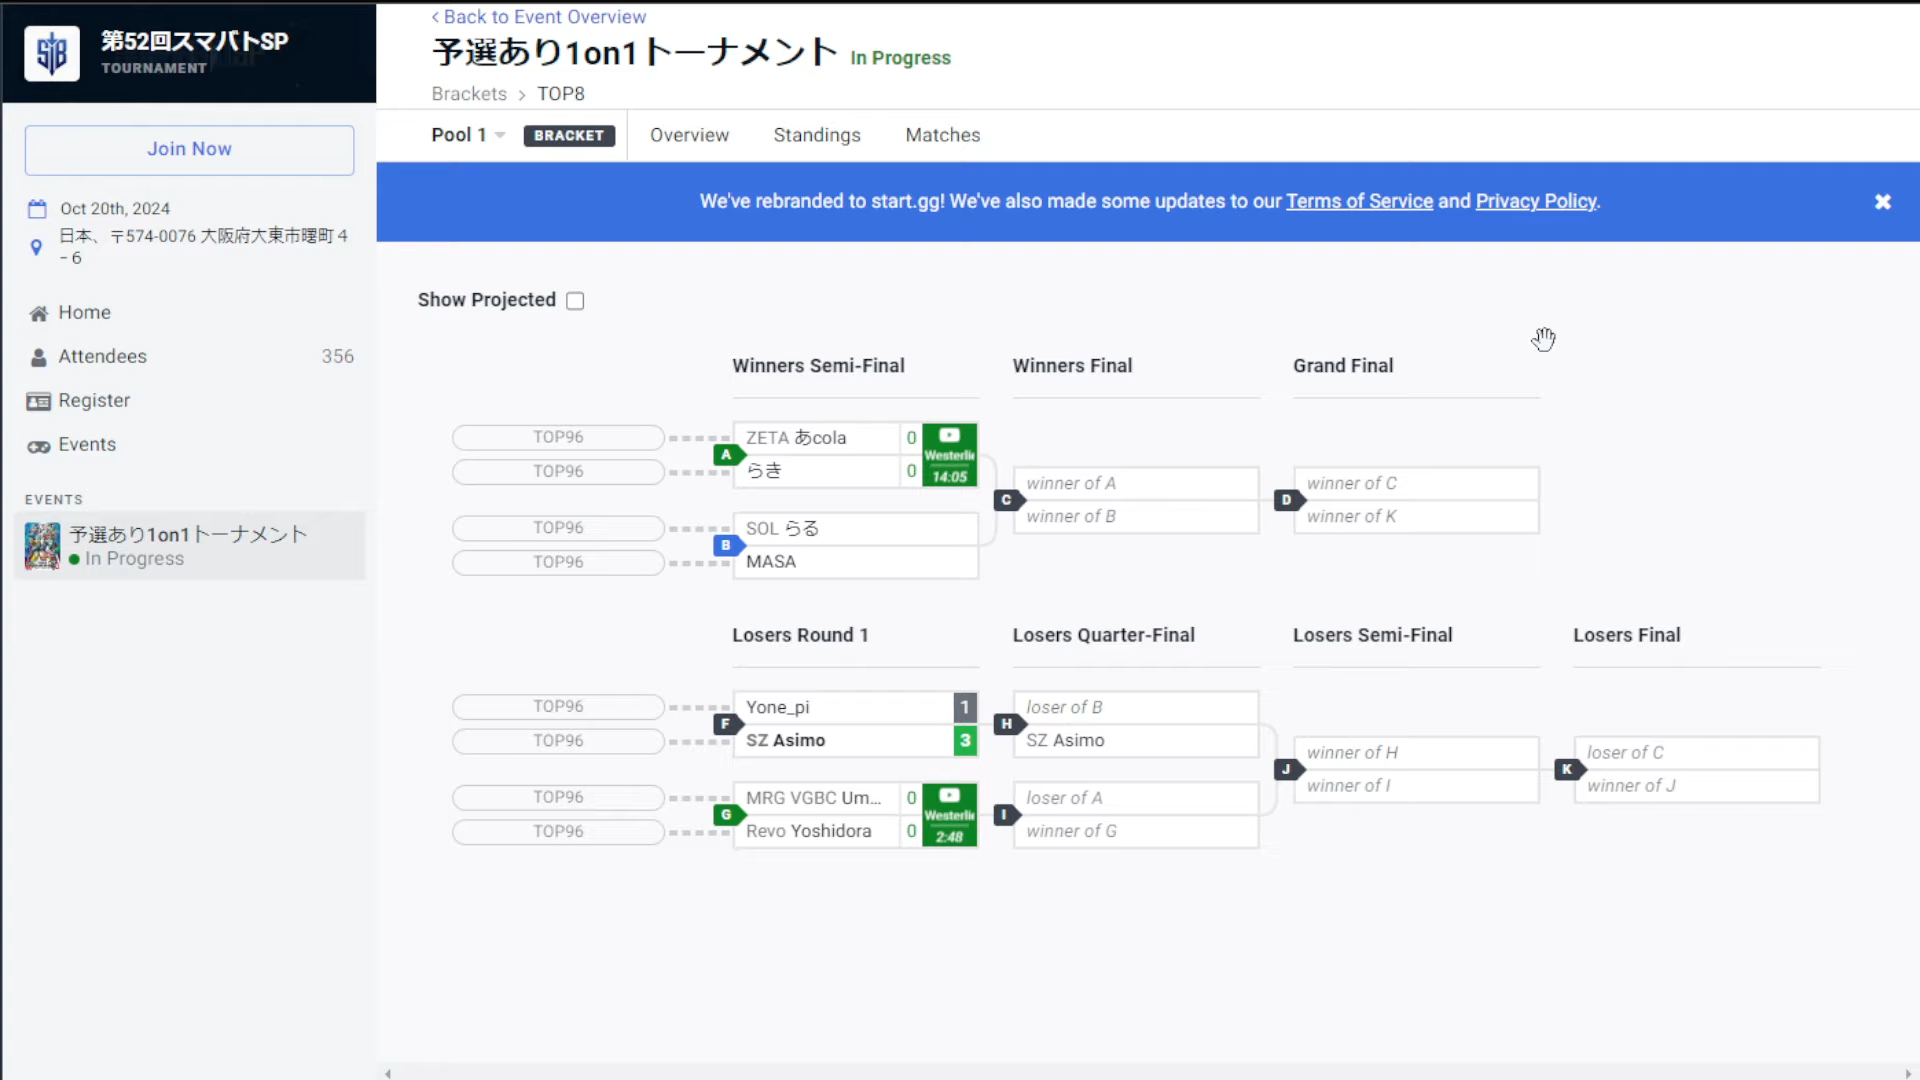 第52回スマバトSP
TOURNAMENT
Join Now
Oct 20th, 2024
日本、〒574-0076 大阪府大東市曙町4
-6
Home
Attendees 356
Register
Events
EVENTS
予選あり1on1トーナメント
In Progress
Back to Event Overview
予選あり1on1トーナメント In Progress
Brackets > TOP8
Pool 1 BRACKET Overview Standings Matches
We've rebranded to start.gg! We've also made some updates to our Terms of Service and Privacy Policy.
Show Projected
Winners Semi-Final Winners Final Grand Final
TOP96
TOP96
A
ZETA あcola 0
らき 0
Westerlie
14:05
TOP96
TOP96
B
SOL らる
MASA
C
winner of A
winner of B
D
winner of C
winner of K
Losers Round 1 Losers Quarter-Final Losers Semi-Final Losers Final
TOP96
TOP96
F
Yone_pi 1
SZ Asimo 3
TOP96
TOP96
G
MRG VGBC Um... 0
Revo Yoshidora 0
Westerlie
2:48
H
loser of B
SZ Asimo
I
loser of A
winner of G
J
winner of H
winner of I
K
loser of C
winner of J